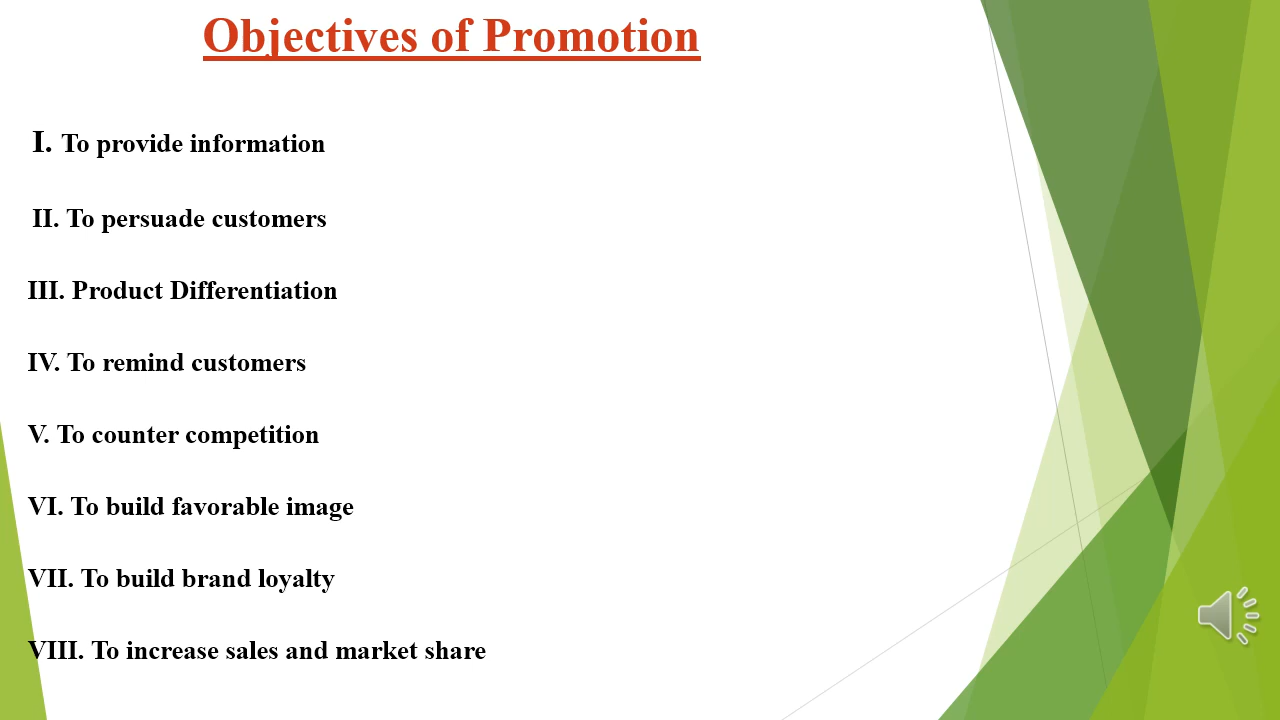 Objectives of Promotion
I. To provide information
II. To persuade customers
III. Product Differentiation
IV. To remind customers
V. To counter competition
VI. To build favorable image
VII. To build brand loyalty
VIII. To increase sales and market share